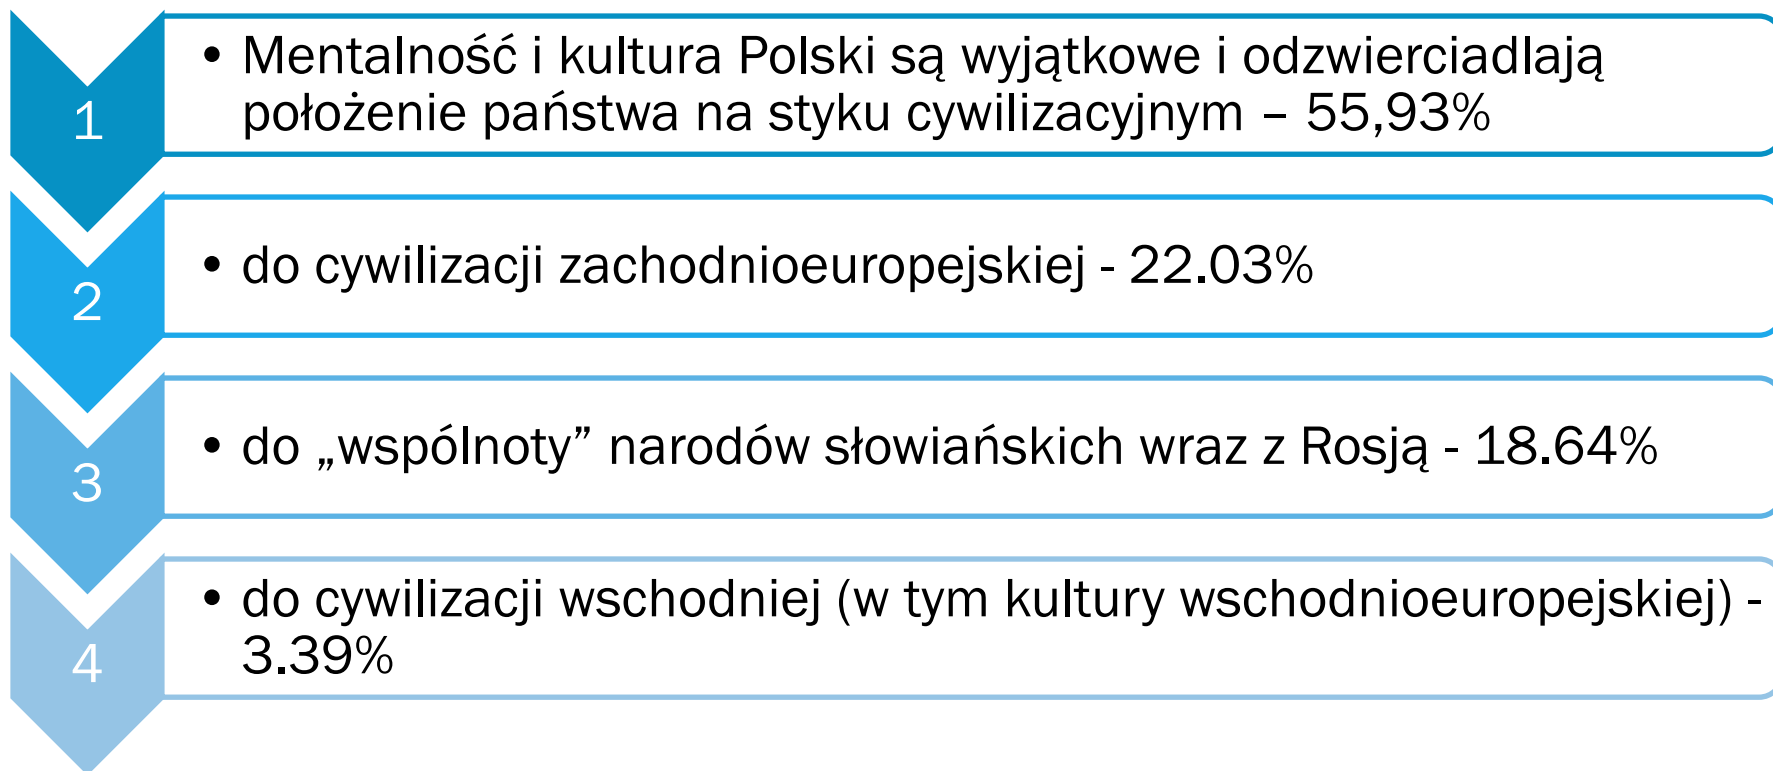 1
• Mentalność i kultura Polski są wyjątkowe i odzwierciadlają
położenie państwa na styku cywilizacyjnym – 55,93%
2
• do cywilizacji zachodnioeuropejskiej - 22.03%
3
• do „wspólnoty” narodów słowiańskich wraz z Rosją - 18.64%
4
• do cywilizacji wschodniej (w tym kultury wschodnioeuropejskiej) -
3.39%